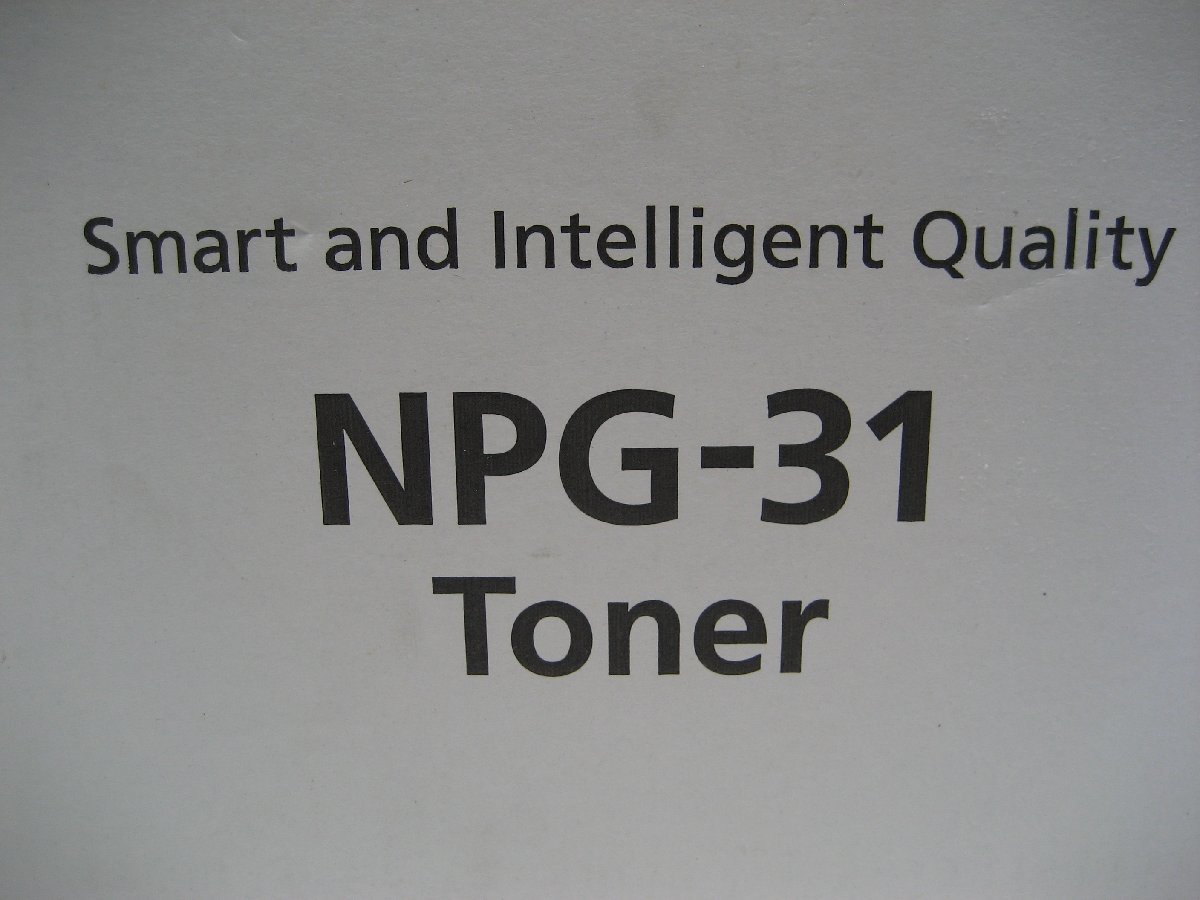 Smart and Intelligent Quality
NPG-31
Toner